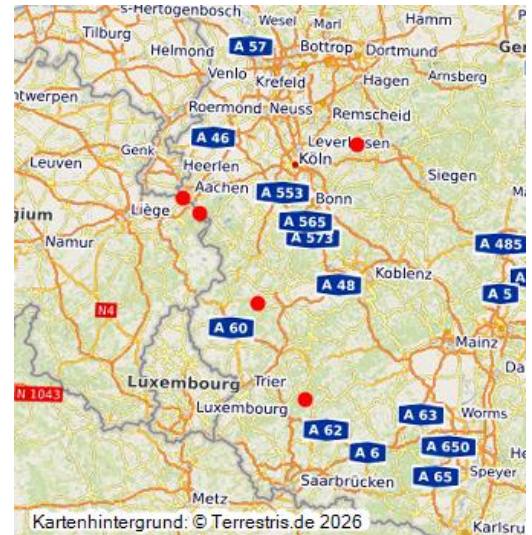 's-Hertogenbosch
Wesel
Marl
Hamm
Tilburg
A 57
Bottrop
Dortmund
Helmond
Ger
Venlo
Krefeld
Hagen
Arnsberg
ntwerpen
Roermond
Neuss
Remscheid
A 46
Genk
Leverkusen
Leuven
Heerlen
Köln
Aachen
Siegen
A 553
Bonn
gium
Liège
A 565
Namur
A 573
A 485
Koblenz
A 48
A 5
N4
A 60
Mainz
Da
Luxembourg
Trier
N 1043
Luxembourg
A 63
Worms
A 62
A 650
A 6
He
Saarbrücken
A 65
Speyer
Metz
Karlsru
Kartenhintergrund: © Terrestris.de 2026